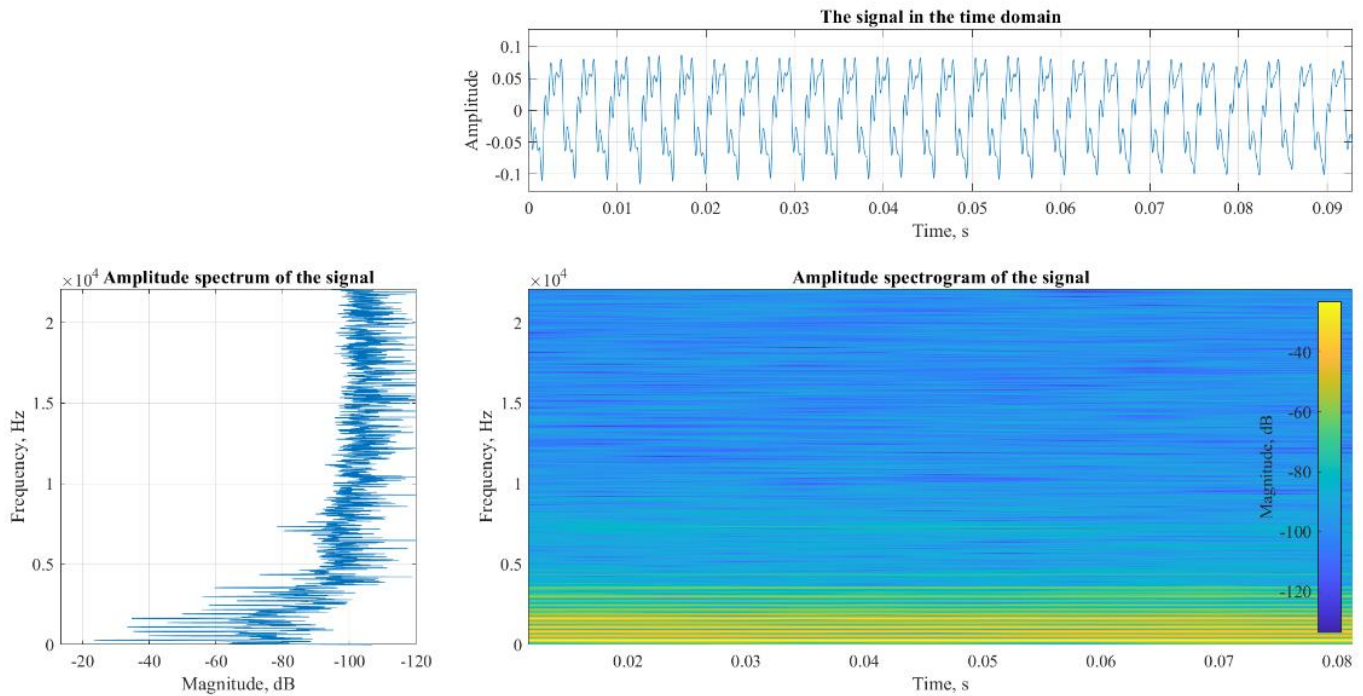 The signal in the time domain
Amplitude
0.1
0.05
0
-0.05
-0.1
0 0.01 0.02 0.03 0.04 0.05 0.06 0.07 0.08 0.09
Time, s
×10⁴ Amplitude spectrum of the signal
Frequency, Hz
2
1.5
1
0.5
0
-20 -40 -60 -80 -100 -120
Magnitude, dB
×10⁴ Amplitude spectrogram of the signal
Frequency, Hz
2
1.5
1
0.5
0
0.02 0.03 0.04 0.05 0.06 0.07 0.08
Time, s
Magnitude, dB
-40
-60
-80
-100
-120